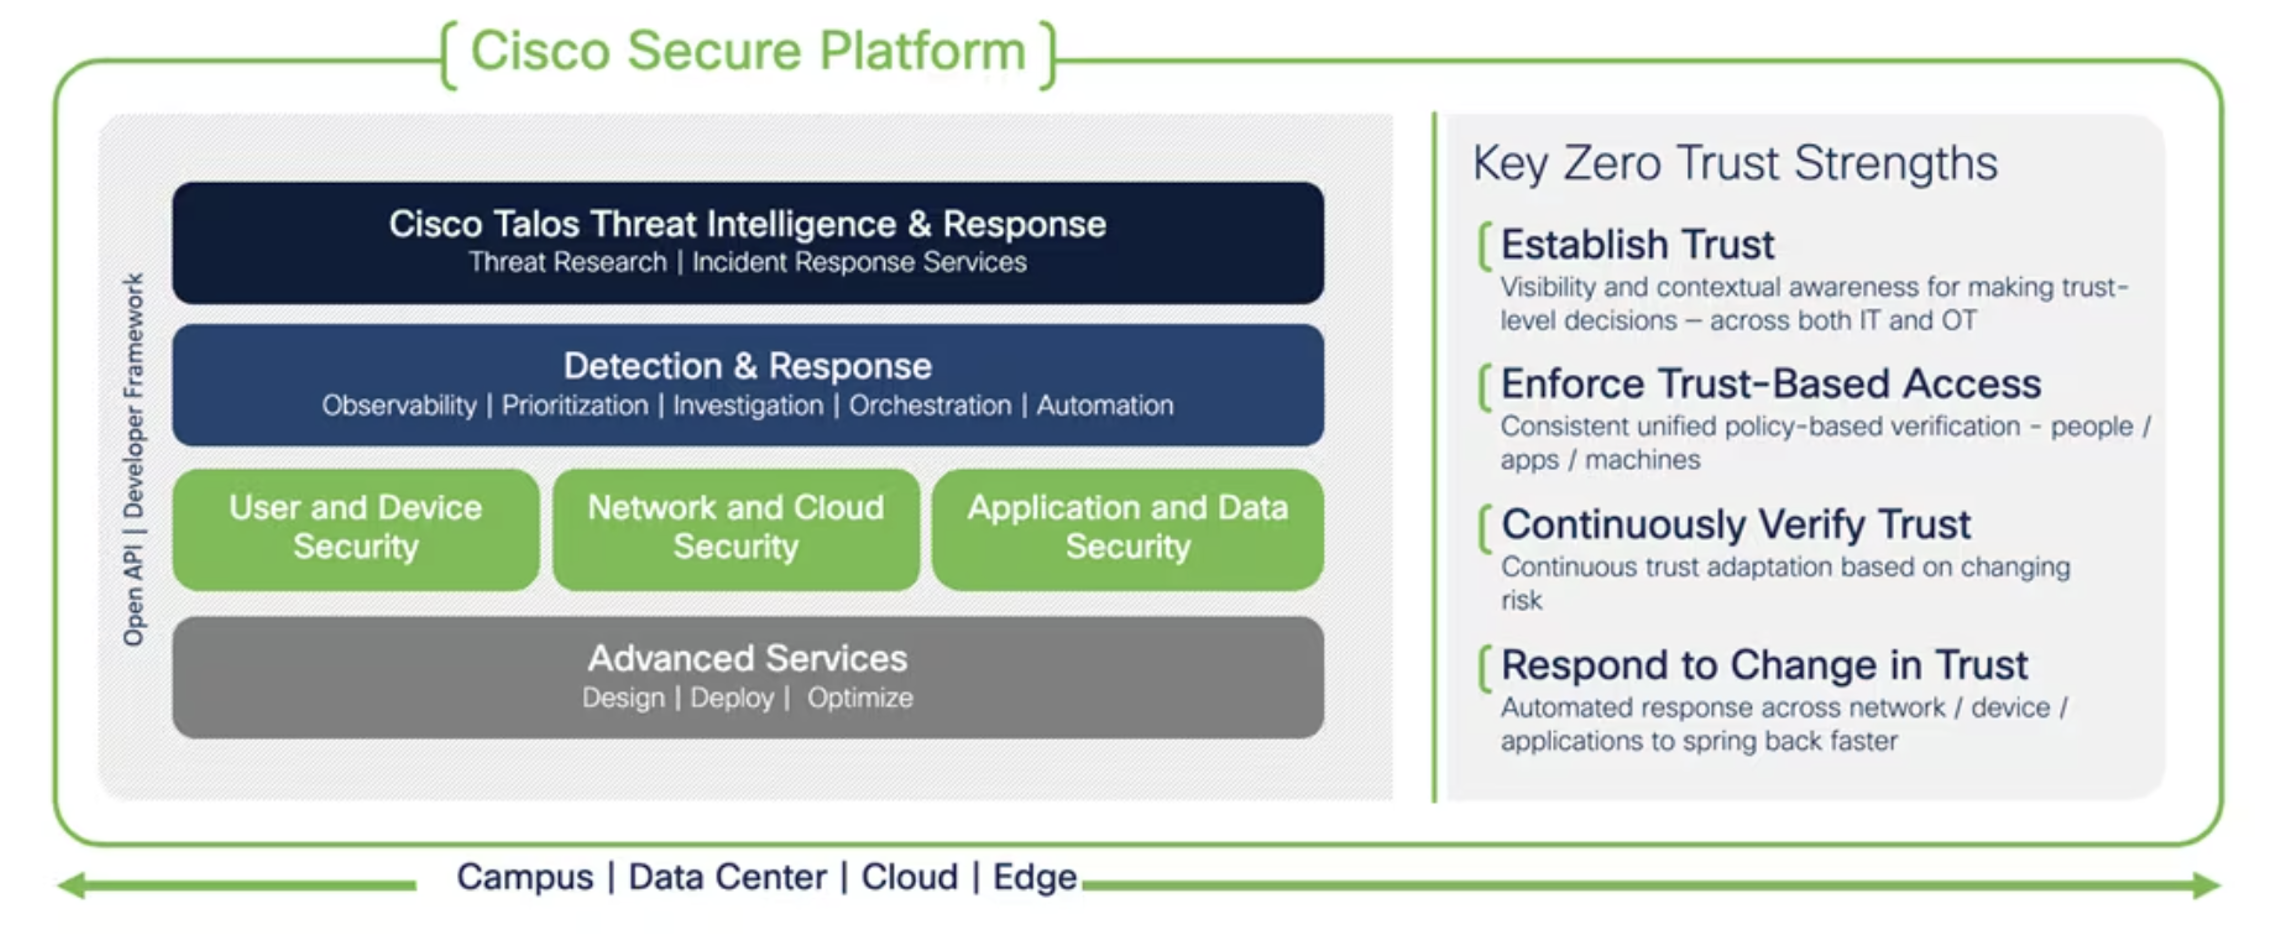 Cisco Secure Platform
Open API | Developer Framework
Cisco Talos Threat Intelligence & Response
Threat Research | Incident Response Services
Detection & Response
Observability | Prioritization | Investigation | Orchestration | Automation
User and Device
Security
Network and Cloud
Security
Application and Data
Security
Advanced Services
Design | Deploy | Optimize
Key Zero Trust Strengths
Establish Trust
Visibility and contextual awareness for making trust-
level decisions – across both IT and OT
Enforce Trust-Based Access
Consistent unified policy-based verification - people /
apps / machines
Continuously Verify Trust
Continuous trust adaptation based on changing
risk
Respond to Change in Trust
Automated response across network / device /
applications to spring back faster
Campus | Data Center | Cloud | Edge